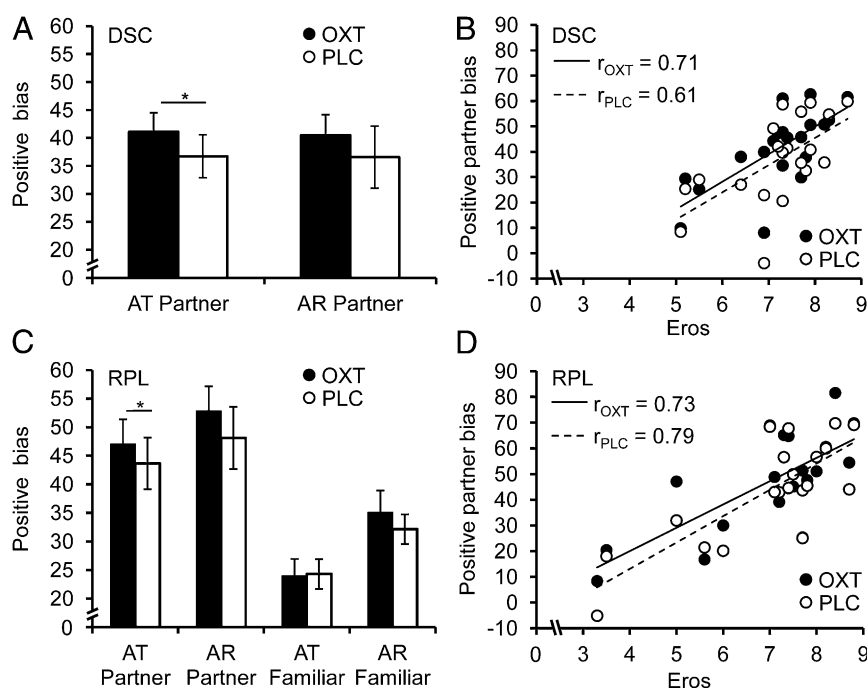 A
DSC
OXT
PLC
Positive bias
60
55
50
45
40
35
30
25
20
0
*
AT Partner
AR Partner
B
DSC
rOXT = 0.71
rPLC = 0.61
Positive partner bias
90
80
70
60
50
40
30
20
10
0
-10
OXT
PLC
0
3
4
5
6
7
8
9
Eros
C
RPL
OXT
PLC
Positive bias
60
55
50
45
40
35
30
25
20
0
*
AT Partner
AR Partner
AT Familiar
AR Familiar
D
RPL
rOXT = 0.73
rPLC = 0.79
Positive partner bias
90
80
70
60
50
40
30
20
10
0
-10
OXT
PLC
0
3
4
5
6
7
8
9
Eros